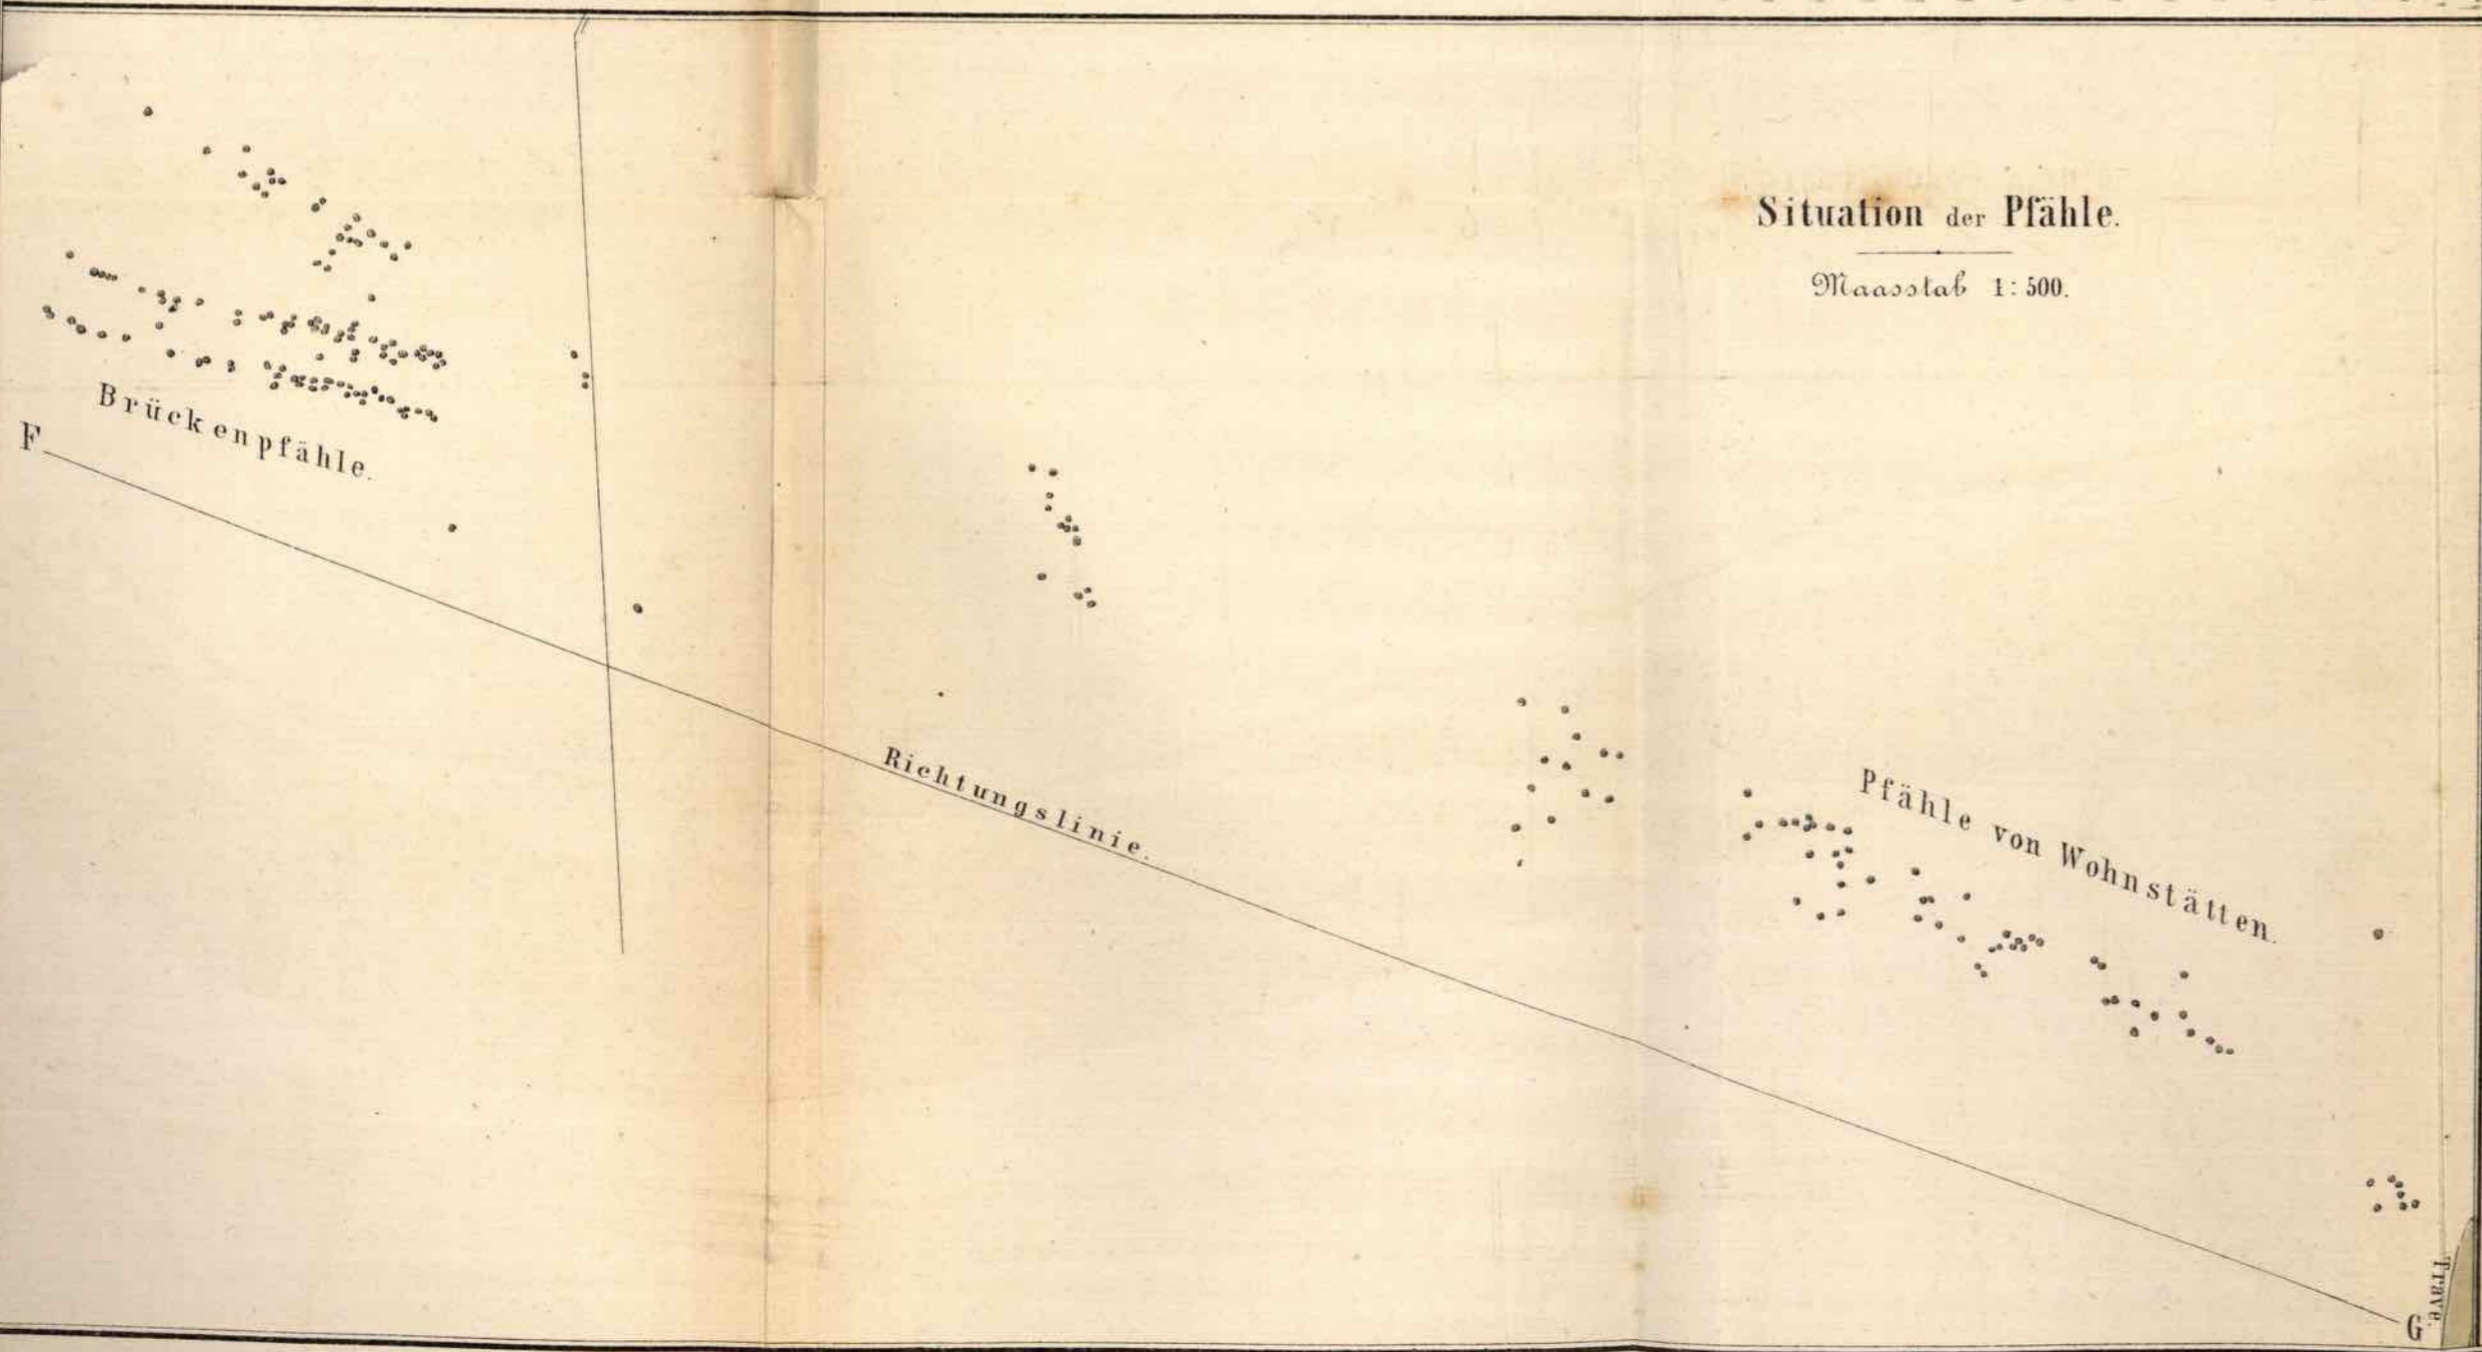 Situation der Pfähle.
Maasstab 1:500.
Brückenpfähle.
F
Richtungslinie.
Pfähle von Wohnstätten.
Trave.
G